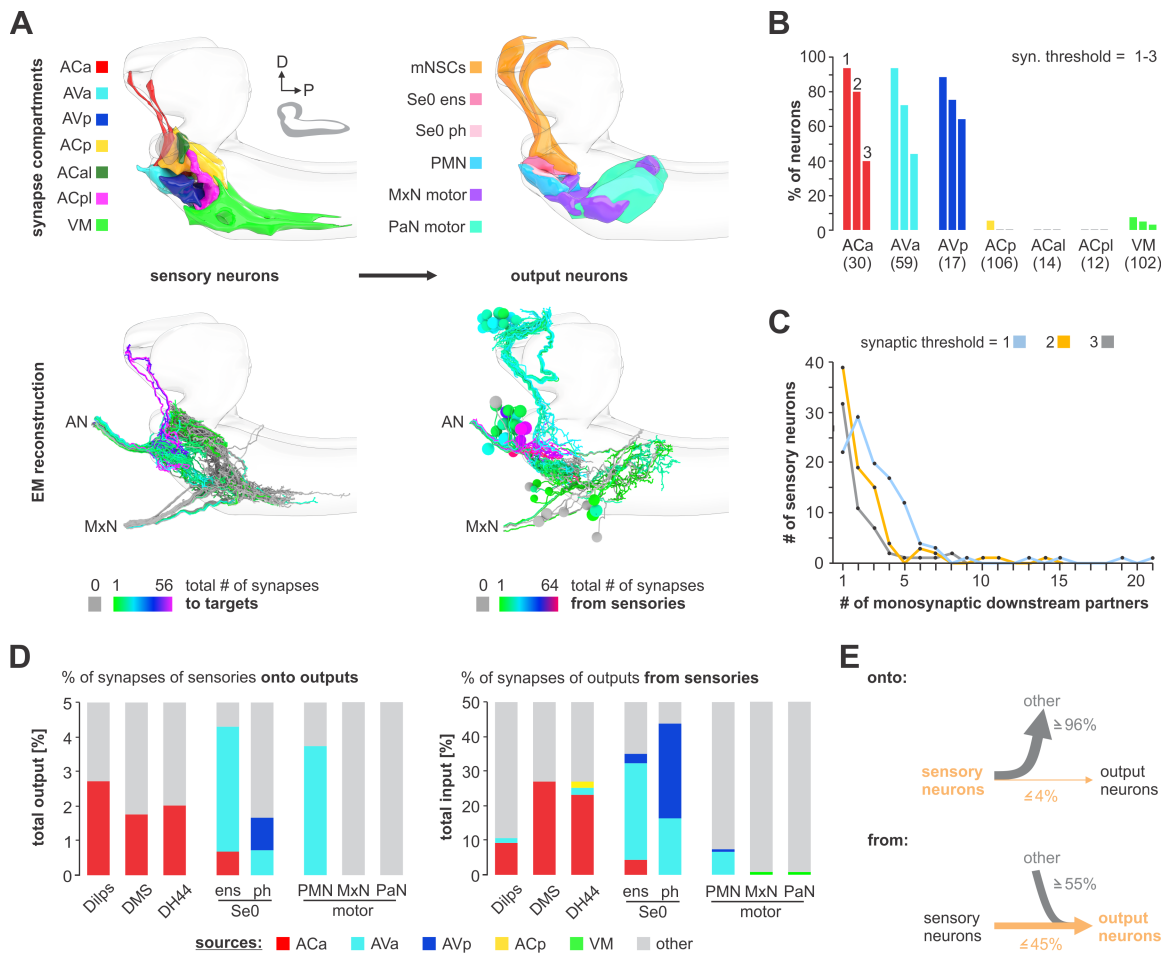 A
synapse compartments
ACa
AVa
AVp
ACp
ACal
ACpl
VM
D
P
mNSCs
Se0 ens
Se0 ph
PMN
MxN motor
PaN motor
sensory neurons
output neurons
EM reconstruction
AN
MxN
0 1 56 total # of synapses
to targets
0 1 64 total # of synapses
from sensories
B
syn. threshold = 1-3
% of neurons
100
80
60
40
20
0
1
2
3
ACa AVa AVp ACp ACal ACpl VM
(30) (59) (17) (106) (14) (12) (102)
C
synaptic threshold = 1 2 3
# of sensory neurons
40
30
20
10
0
1 5 10 15 20
# of monosynaptic downstream partners
D
% of synapses of sensories onto outputs
total output [%]
5
4
3
2
1
0
Dilps DMS DH44 ens ph PMN MxN PaN
Se0 motor
% of synapses of outputs from sensories
total input [%]
50
40
30
20
10
0
Dilps DMS DH44 ens ph PMN MxN PaN
Se0 motor
sources: ACa AVa AVp ACp VM other
E
onto:
other
≥96%
sensory
neurons
output
neurons
≤4%
from:
other
≥55%
sensory
neurons
output
neurons
≤45%